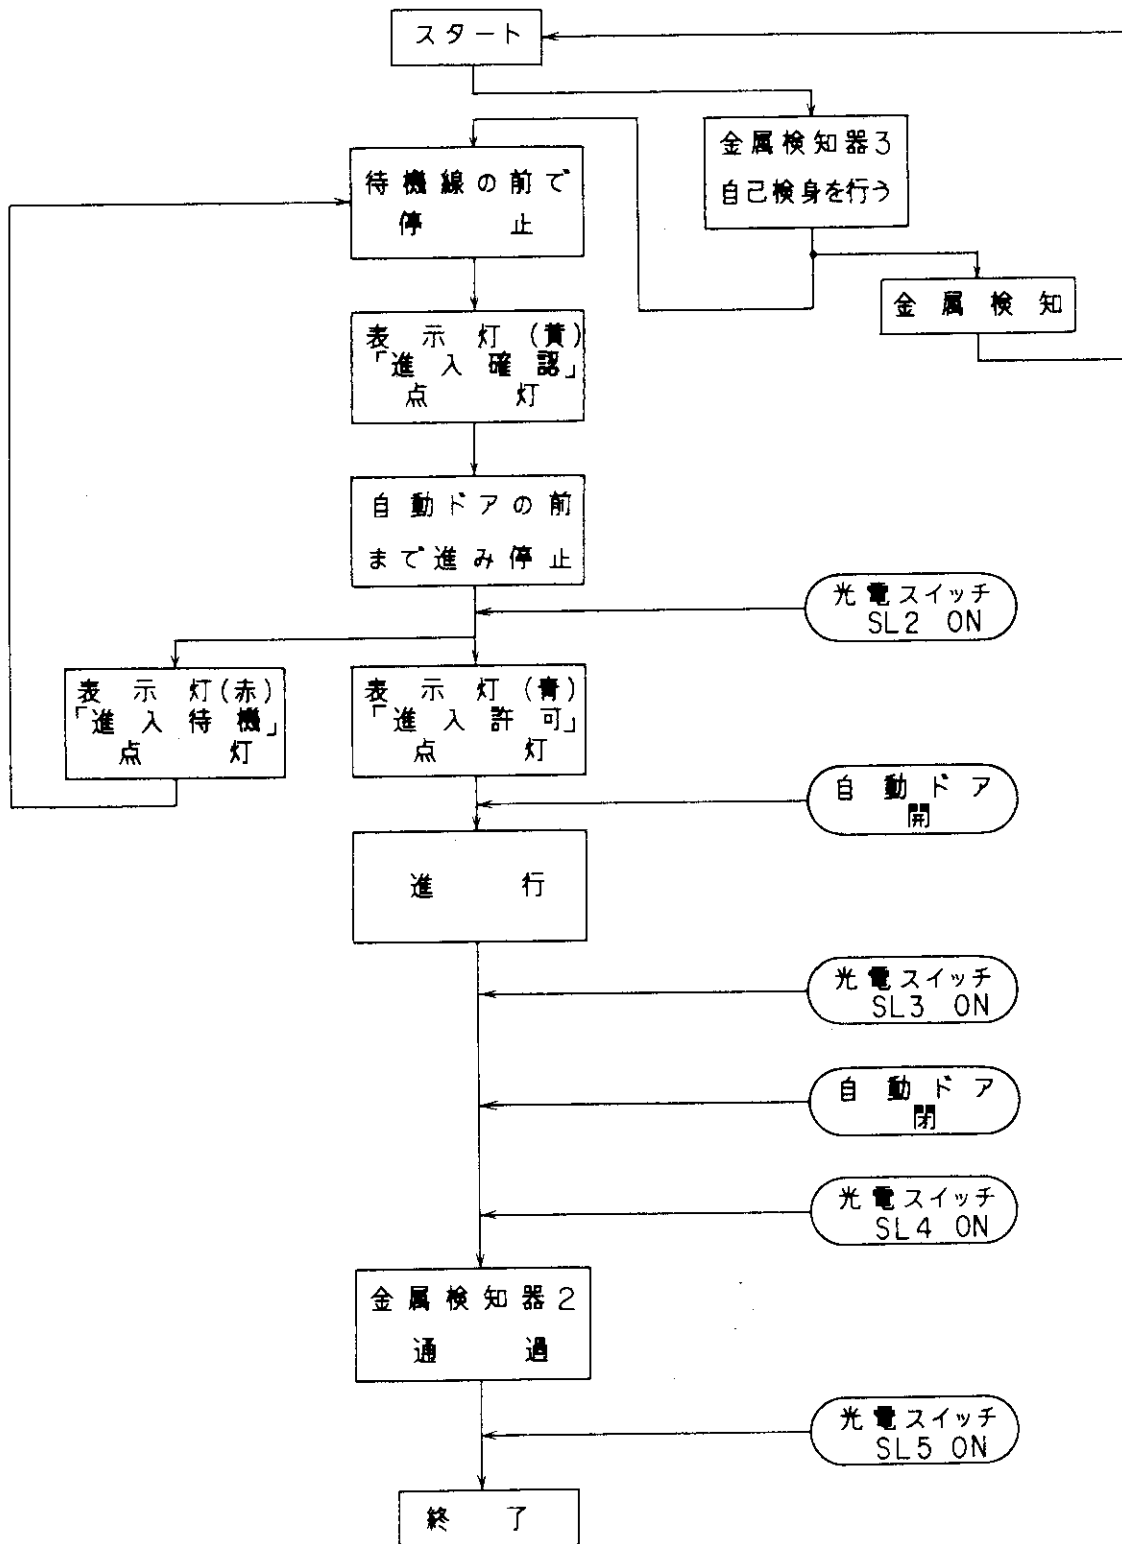 スタート
金属検知器3
自己検身を行う
待機線の前で
停止
金属検知
表示灯(黄)
「進入確認」
点灯
自動ドアの前
まで進み停止
光電スイッチ
SL2 ON
表示灯(赤)
「進入待機」
点灯
表示灯(青)
「進入許可」
点灯
自動ドア
開
進行
光電スイッチ
SL3 ON
自動ドア
閉
光電スイッチ
SL4 ON
金属検知器2
通過
光電スイッチ
SL5 ON
終了